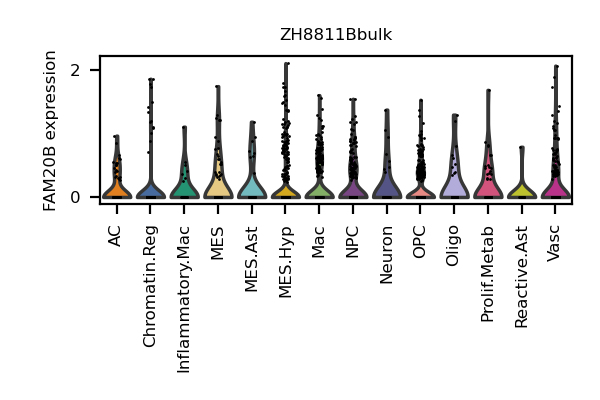 ZH8811Bbulk
FAM20B expression
2
0
AC
Chromatin.Reg
Inflammatory.Mac
MES
MES.Ast
MES.Hyp
Mac
NPC
Neuron
OPC
Oligo
Prolif.Metab
Reactive.Ast
Vasc